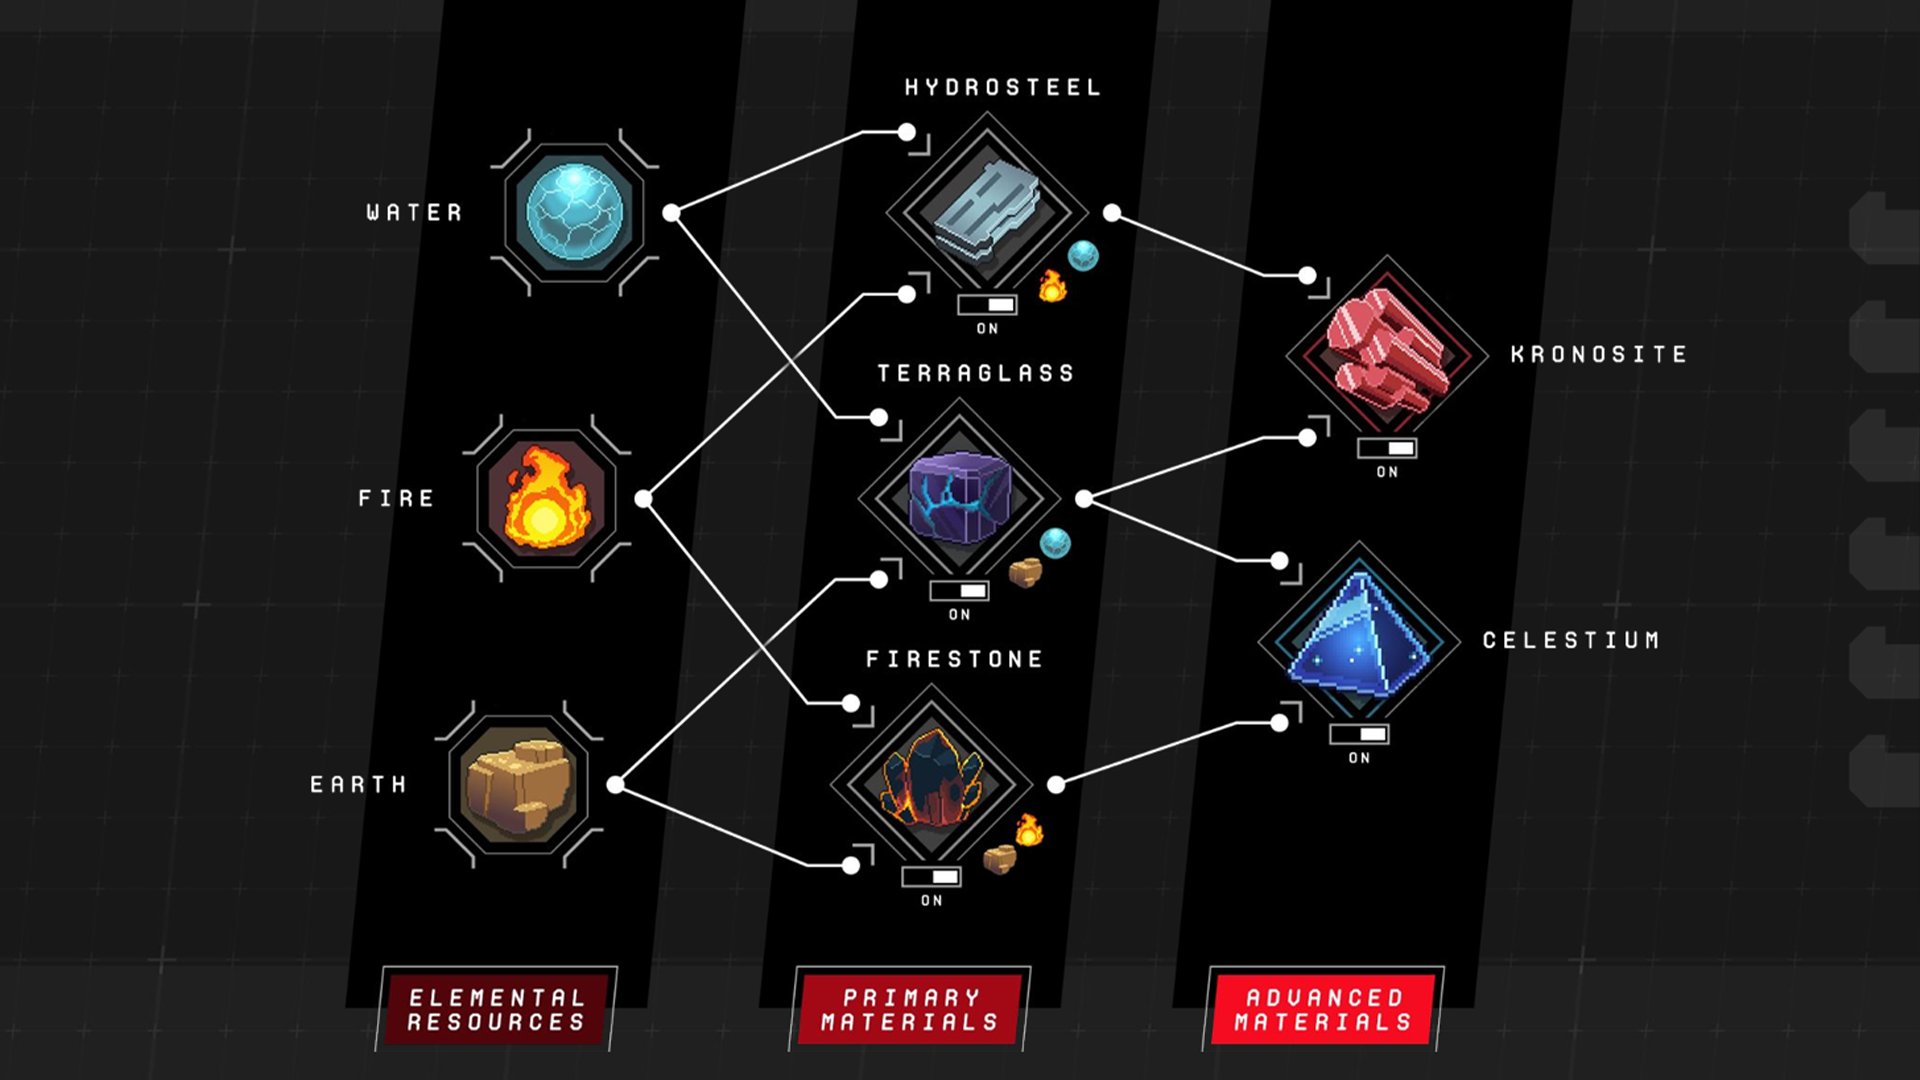 HYDROSTEEL
WATER
ON
KRONOSITE
TERRAGLASS
ON
FIRE
ON
CELESTIUM
FIRESTONE
ON
EARTH
ON
ELEMENTAL
RESOURCES
PRIMARY
MATERIALS
ADVANCED
MATERIALS